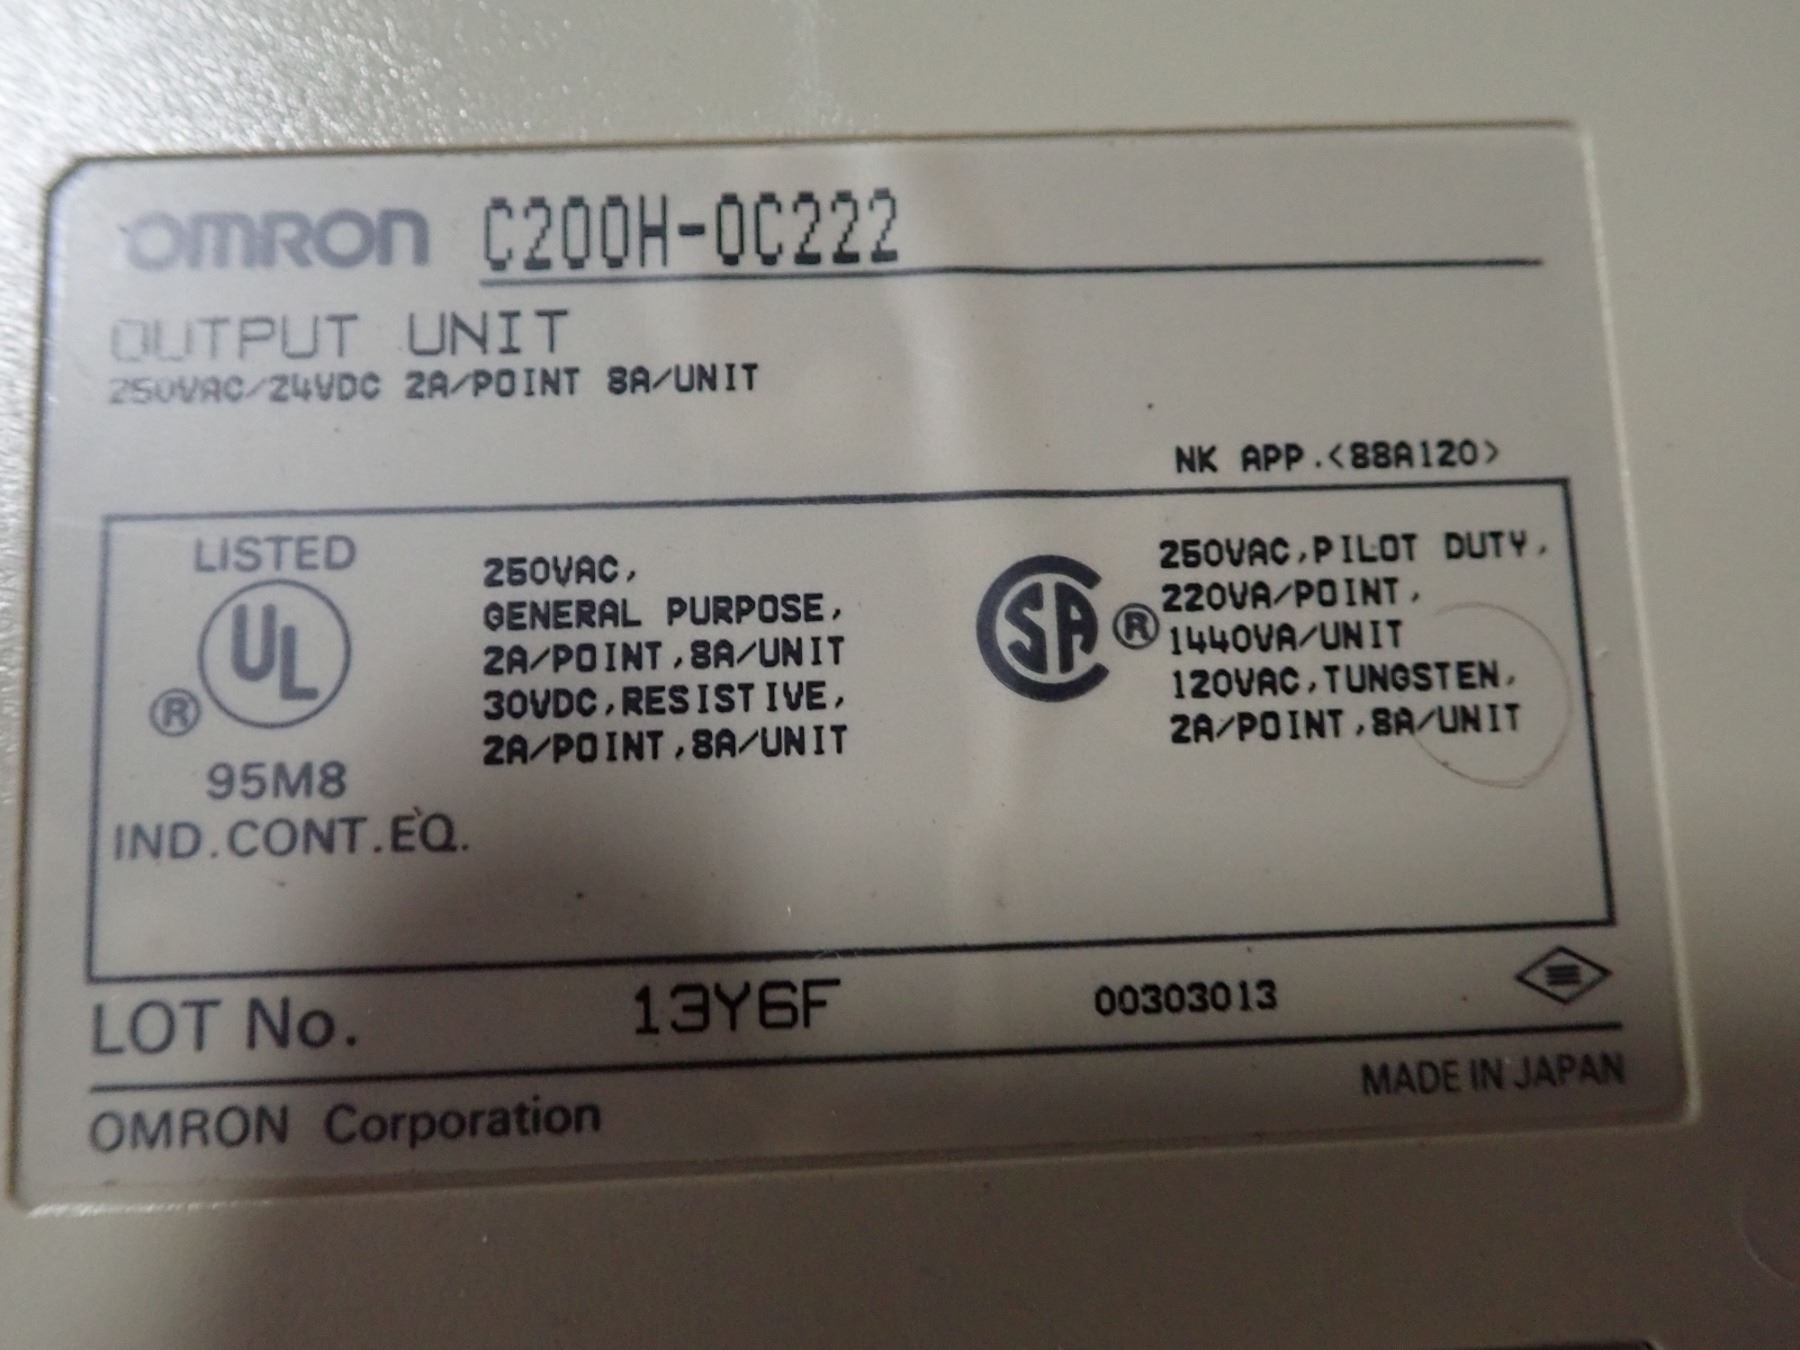 OMRON C200H-OC222
OUTPUT UNIT
250VAC/24VDC 2A/POINT 8A/UNIT
NK APP.<88A120>
LISTED
UL
®
95M8
IND.CONT.EQ.
250VAC,
GENERAL PURPOSE,
2A/POINT,8A/UNIT
30VDC,RESISTIVE,
2A/POINT,8A/UNIT
CSA ®
250VAC,PILOT DUTY,
220VA/POINT,
1440VA/UNIT
120VAC,TUNGSTEN,
2A/POINT,8A/UNIT
LOT No. 13Y6F 00303013
MADE IN JAPAN
OMRON Corporation